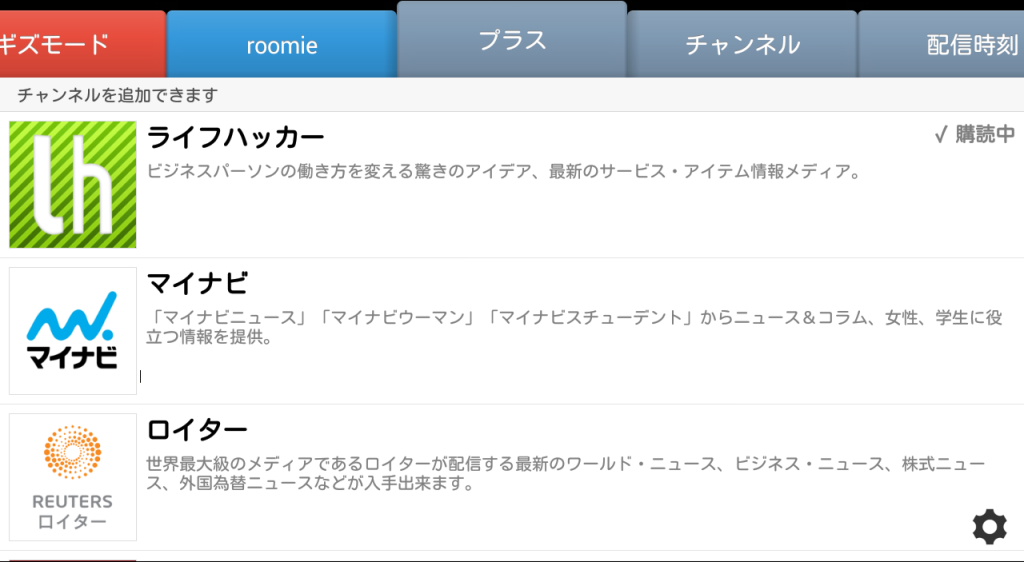 ギズモード
roomie
プラス
チャンネル
配信時刻
チャンネルを追加できます
lh
ライフハッカー
√ 購読中
ビジネスパーソンの働き方を変える驚きのアイデア、最新のサービス・アイテム情報メディア。
マイナビ
マイナビ
「マイナビニュース」「マイナビウーマン」「マイナビスチューデント」からニュース＆コラム、女性、学生に役
立つ情報を提供。
REUTERS
ロイター
ロイター
世界最大級のメディアであるロイターが配信する最新のワールド・ニュース、ビジネス・ニュース、株式ニュー
ス、外国為替ニュースなどが入手出来ます。